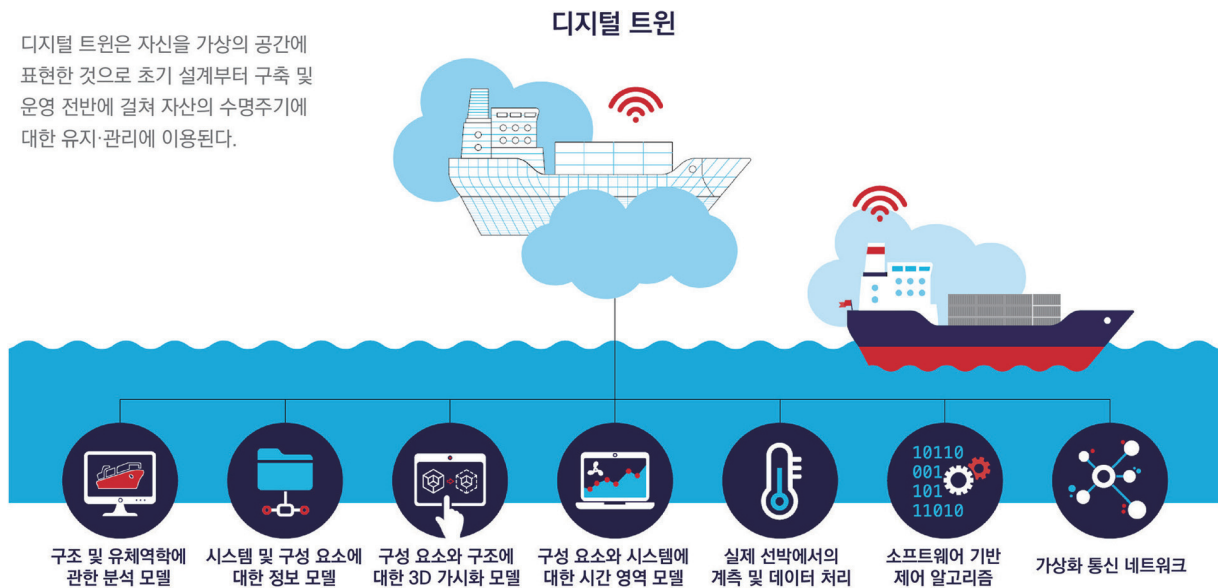 디지털 트윈
디지털 트윈은 자신을 가상의 공간에
표현한 것으로 초기 설계부터 구축 및
운영 전반에 걸쳐 자산의 수명주기에
대한 유지·관리에 이용된다.
10110
001
101
11010
구조 및 유체역학에
관한 분석 모델
시스템 및 구성 요소에
대한 정보 모델
구성 요소와 구조에
대한 3D 가시화 모델
구성 요소와 시스템에
대한 시간 영역 모델
실제 선박에서의
계측 및 데이터 처리
소프트웨어 기반
제어 알고리즘
가상화 통신 네트워크